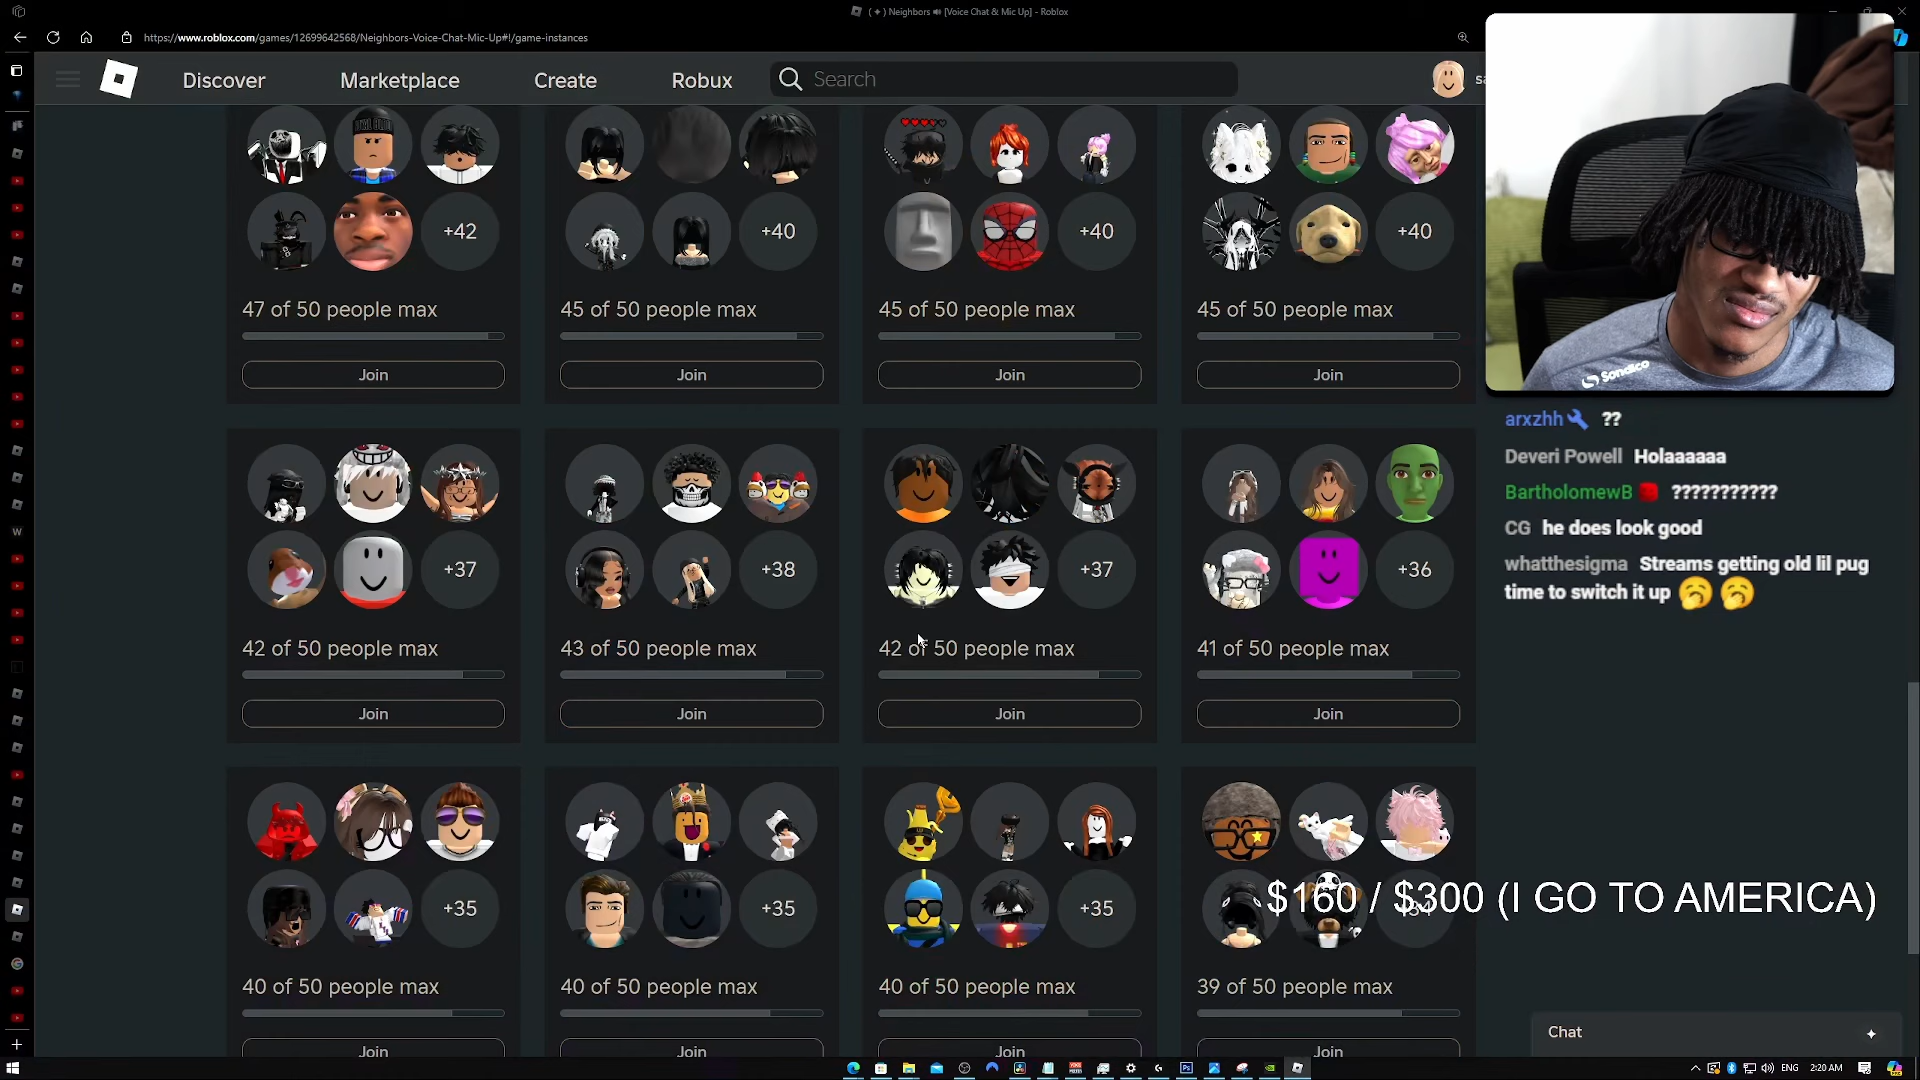 ( + ) Neighbors [Voice Chat & Mic Up] - Roblox
https://www.roblox.com/games/12699642568/Neighbors-Voice-Chat-Mic-Up#!/game-instances
Discover Marketplace Create Robux Search
+42 +40 +40 +40
47 of 50 people max 45 of 50 people max 45 of 50 people max 45 of 50 people max
Join Join Join Join
Sondico
arxzhh ??
Deveri Powell Holaaaaaa
BartholomewB ???????????
CG he does look good
whatthesigma Streams getting old lil pug
time to switch it up
+37 +38 +37 +36
42 of 50 people max 43 of 50 people max 42 of 50 people max 41 of 50 people max
Join Join Join Join
$160 / $300 (I GO TO AMERICA)
+35 +35 +35
40 of 50 people max 40 of 50 people max 40 of 50 people max 39 of 50 people max
Join Join Join Join
Chat
ENG 2:20 AM